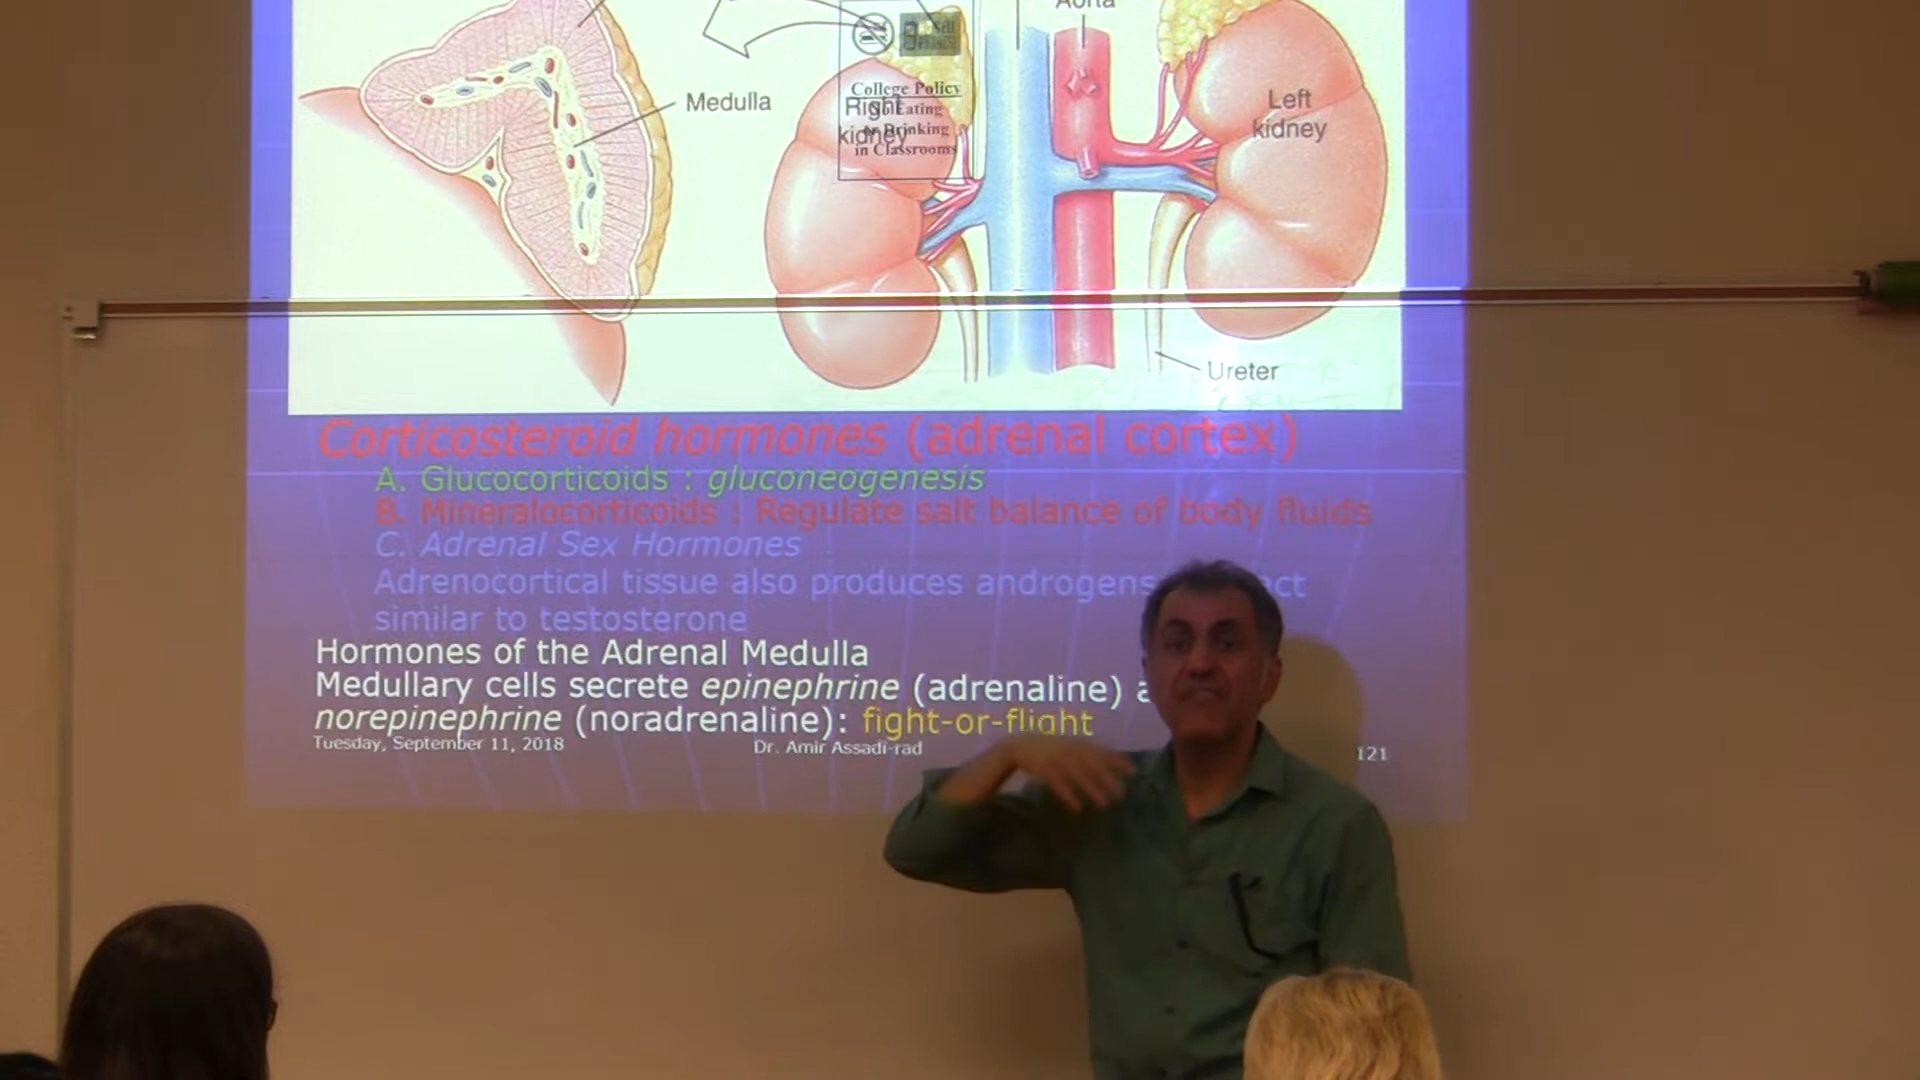 Aorta
Medulla
College Policy
No Eating
or Drinking
in Classrooms
Right
kidney
Left
kidney
Ureter
Corticosteroid hormones (adrenal cortex)
A. Glucocorticoids : gluconeogenesis
B. Mineralocorticoids : Regulate salt balance of body fluids
C. Adrenal Sex Hormones
Adrenocortical tissue also produces androgens act
similar to testosterone
Hormones of the Adrenal Medulla
Medullary cells secrete epinephrine (adrenaline) a
norepinephrine (noradrenaline): fight-or-flight
Tuesday, September 11, 2018
Dr. Amir Assadi-rad
121